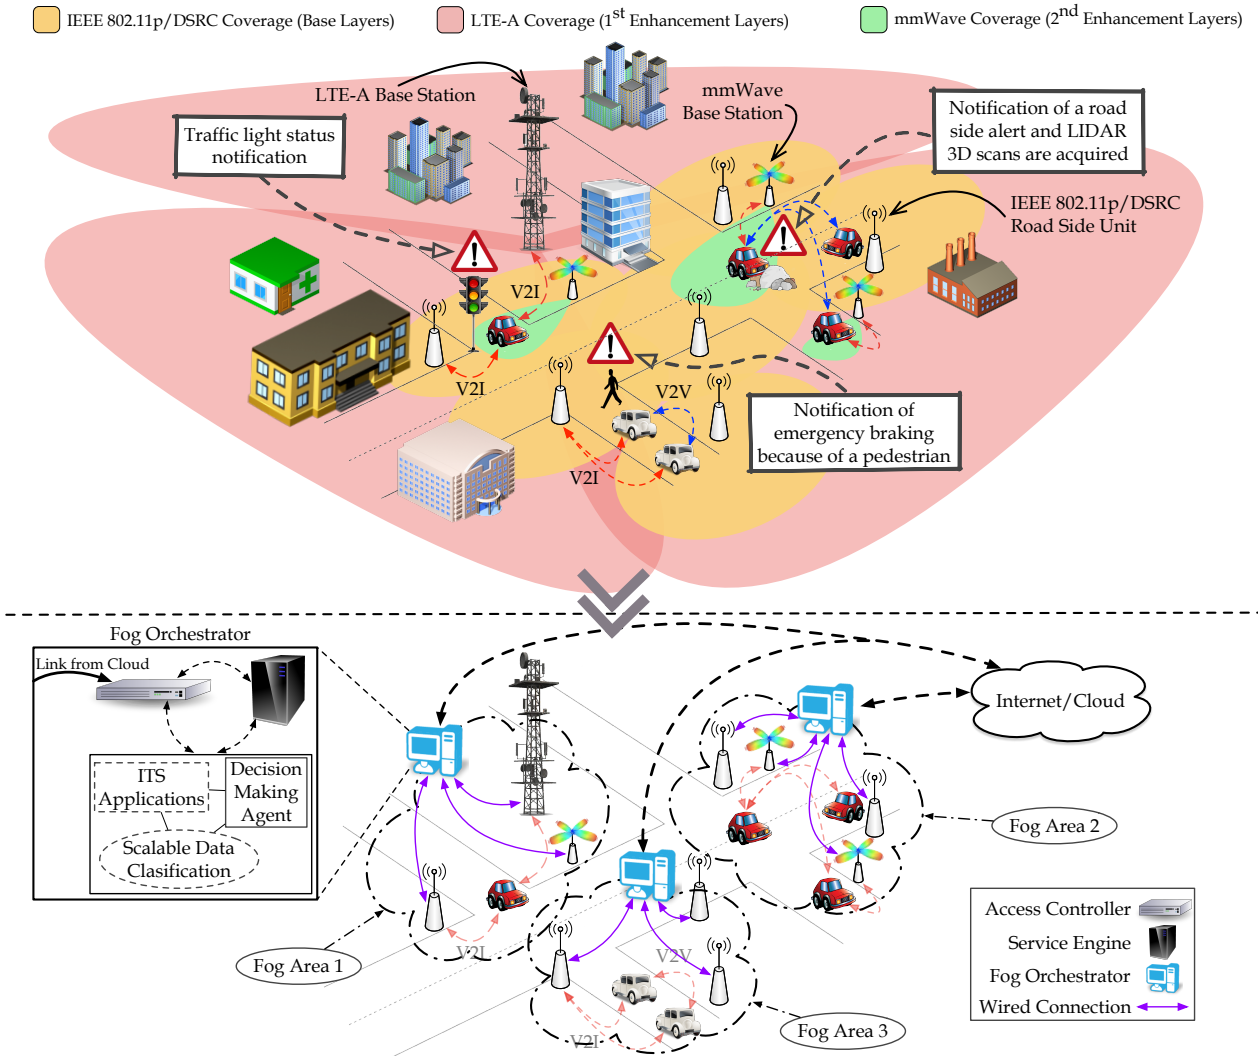 IEEE 802.11p/DSRC Coverage (Base Layers)
LTE-A Coverage (1st Enhancement Layers)
mmWave Coverage (2nd Enhancement Layers)
LTE-A Base Station
mmWave
Base Station
Notification of a road
side alert and LIDAR
3D scans are acquired
Traffic light status
notification
IEEE 802.11p/DSRC
Road Side Unit
V2I
V2I
V2V
Notification of
emergency braking
because of a pedestrian
V2I
Fog Orchestrator
Link from Cloud
ITS
Applications
Decision
Making
Agent
Scalable Data
Clasification
Internet/Cloud
Fog Area 2
Fog Area 1
V2I
V2V
Fog Area 3
V2I
Access Controller
Service Engine
Fog Orchestrator
Wired Connection